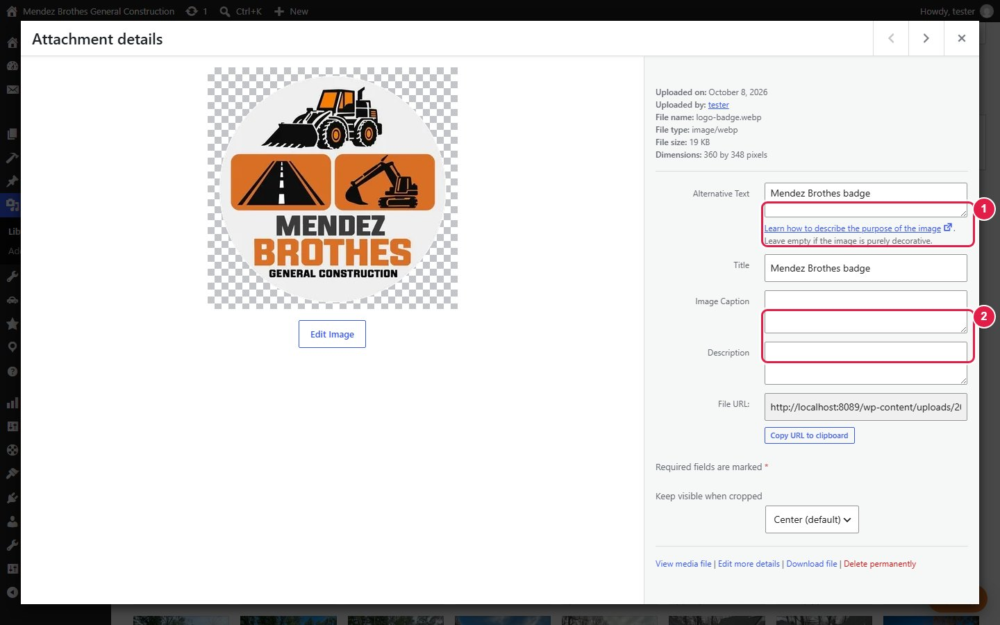 Mendez Brothes General Construction 1 Ctrl+K New Howdy, tester
Attachment details
Uploaded on: October 8, 2026
Uploaded by: tester
File name: logo-badge.webp
File type: image/webp
File size: 19 KB
Dimensions: 360 by 348 pixels
MENDEZ
BROTHES
GENERAL CONSTRUCTION
Edit Image
Alternative Text Mendez Brothes badge
1
Learn how to describe the purpose of the image .
Leave empty if the image is purely decorative.
Title Mendez Brothes badge
Image Caption
2
Description
File URL: http://localhost:8089/wp-content/uploads/20
Copy URL to clipboard
Required fields are marked *
Keep visible when cropped
Center (default)
View media file | Edit more details | Download file | Delete permanently
Lib
Add